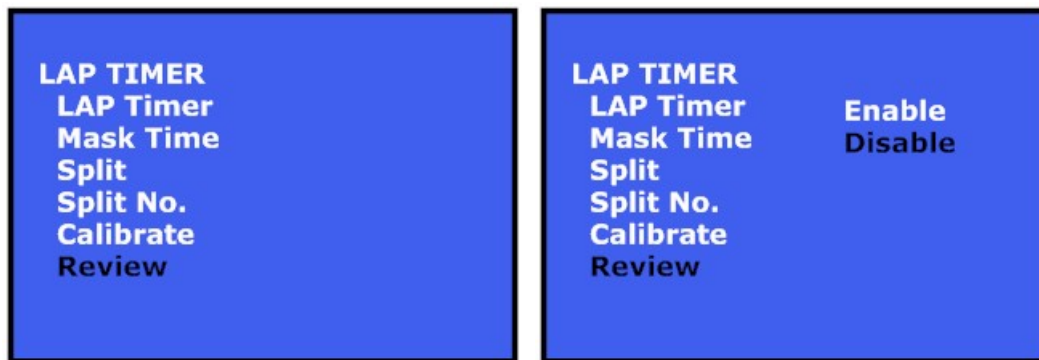 LAP TIMER
LAP Timer
Mask Time
Split
Split No.
Calibrate
Review
LAP TIMER
LAP Timer
Mask Time
Split
Split No.
Calibrate
Review
Enable
Disable